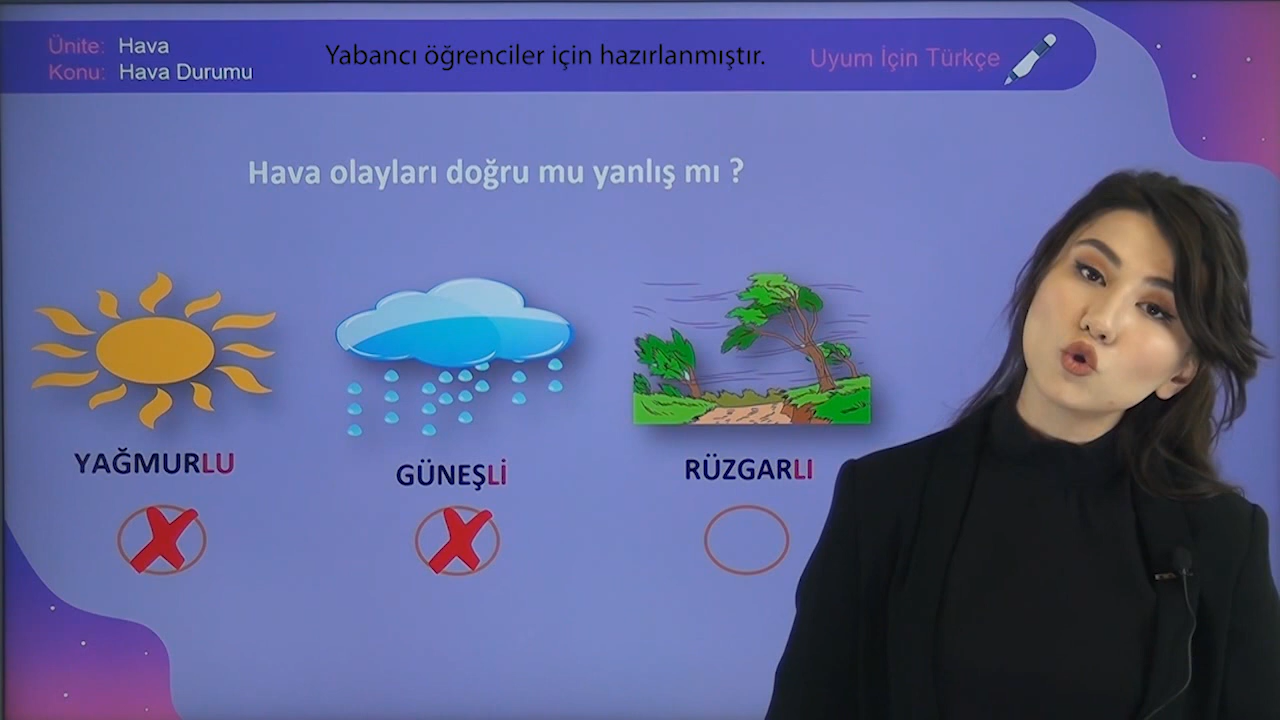 Ünite: Hava
Konu: Hava Durumu
Yabancı öğrenciler için hazırlanmıştır.
Uyum İçin Türkçe
Hava olayları doğru mu yanlış mı ?
YAĞMURLU
GÜNEŞLİ
RÜZGARLI